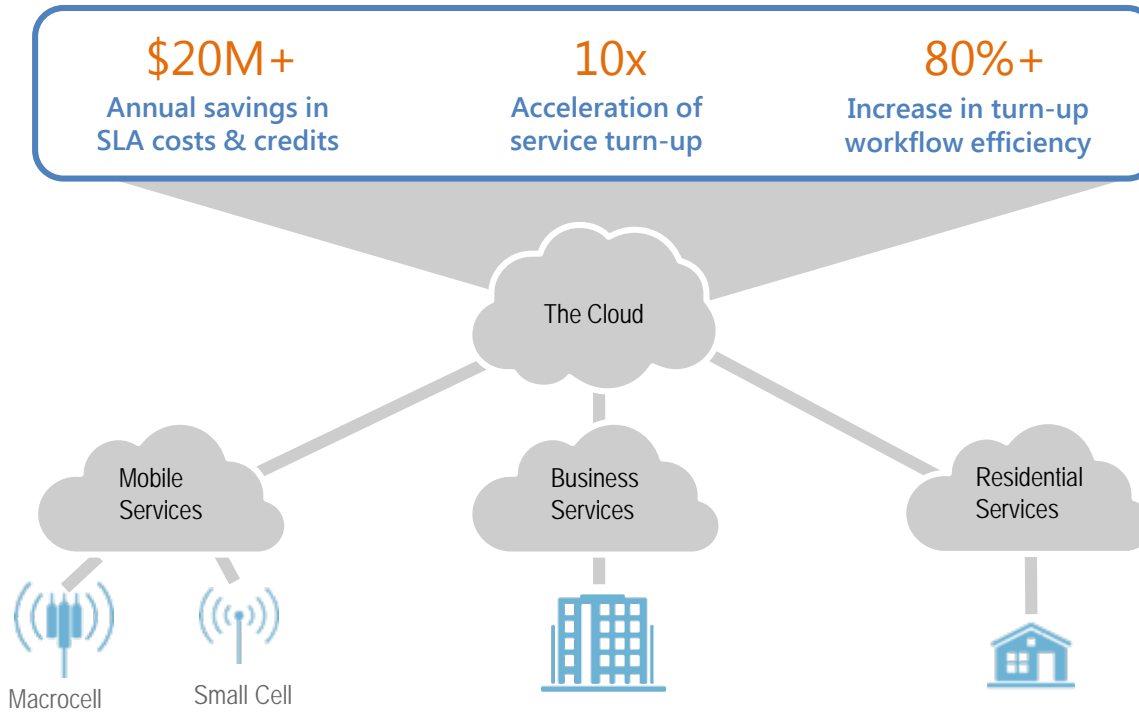 $20M+
Annual savings in
SLA costs & credits
10x
Acceleration of
service turn-up
80%+
Increase in turn-up
workflow efficiency
The Cloud
Mobile
Services
Business
Services
Residential
Services
Macrocell
Small Cell